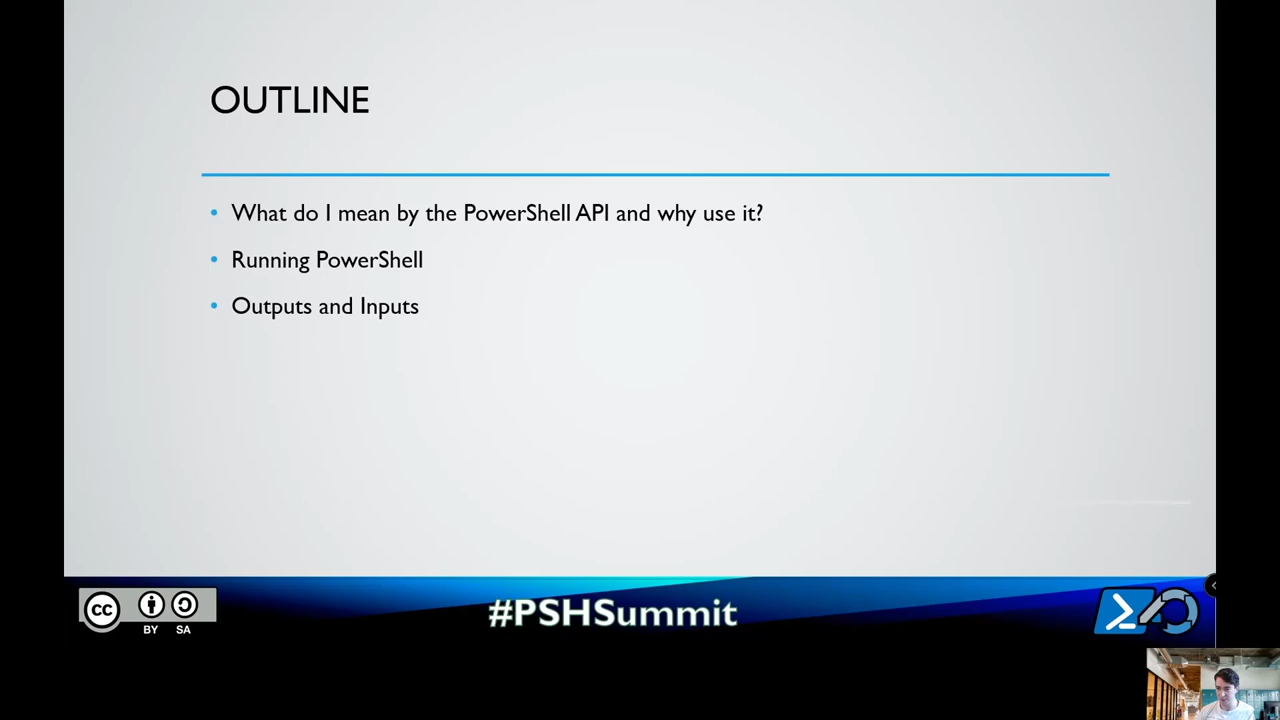 OUTLINE
• What do I mean by the PowerShell API and why use it?
• Running PowerShell
• Outputs and Inputs
#PSHSummit
cc
BY SA